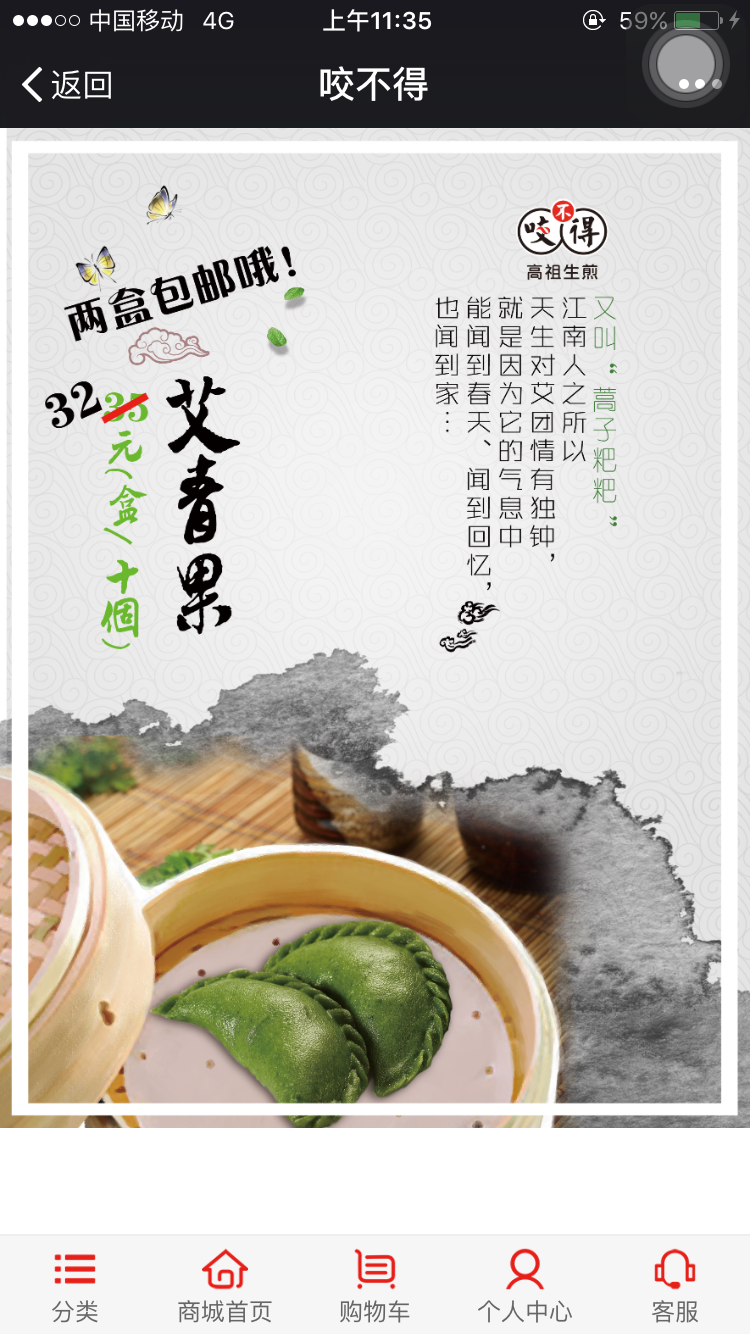 中国移动 4G 上午11:35 59%
返回 咬不得
咬不得
高祖生煎
两盒包邮哦！
又叫“蒿子粑粑”
江南人之所以
天生对艾团情有独钟，
就是因为它的气息中
能闻到春天、闻到回忆，
也闻到家…
艾青果
32 35元（盒/十個）
分类 商城首页 购物车 个人中心 客服